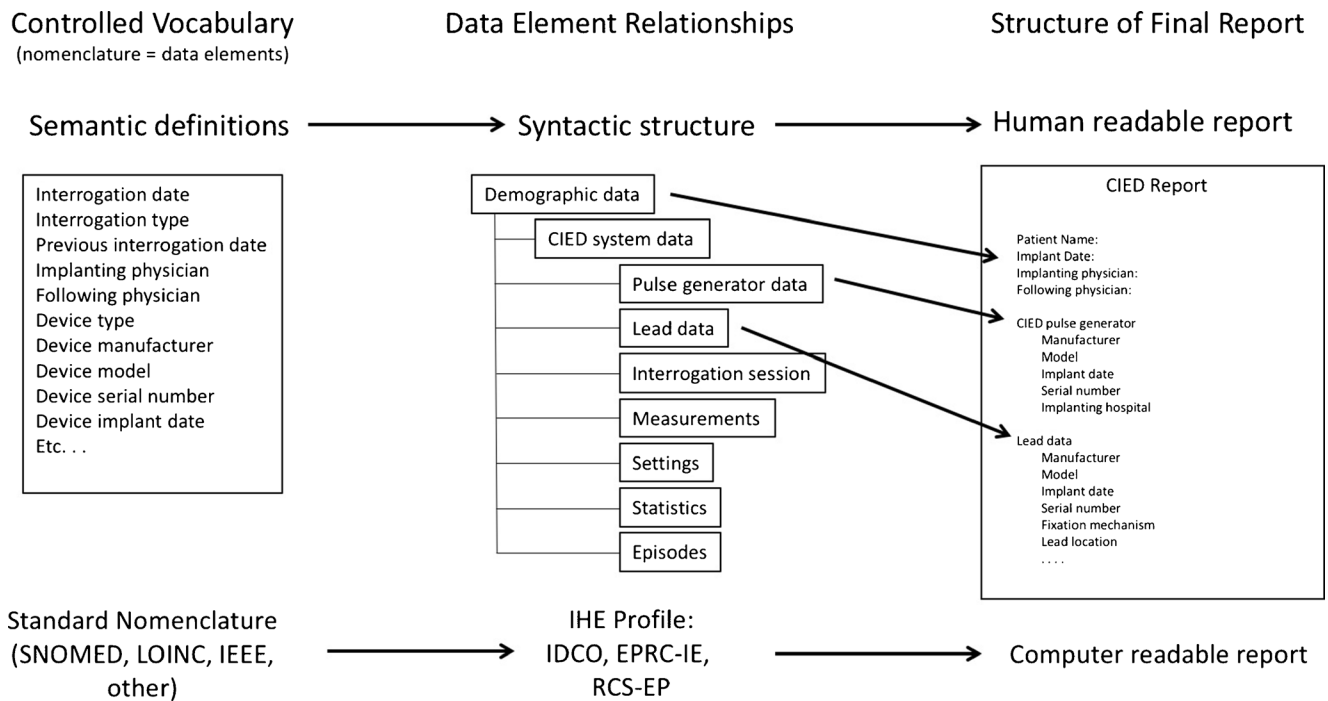 Controlled Vocabulary
(nomenclature = data elements)
Data Element Relationships
Structure of Final Report
Semantic definitions
Syntactic structure
Human readable report
Interrogation date
Interrogation type
Previous interrogation date
Implanting physician
Following physician
Device type
Device manufacturer
Device model
Device serial number
Device implant date
Etc. . .
Demographic data
CIED system data
Pulse generator data
Lead data
Interrogation session
Measurements
Settings
Statistics
Episodes
CIED Report
Patient Name:
Implant Date:
Implanting physician:
Following physician:
CIED pulse generator
Manufacturer
Model
Implant date
Serial number
Implanting hospital
Lead data
Manufacturer
Model
Implant date
Serial number
Fixation mechanism
Lead location
. . . .
Standard Nomenclature
(SNOMED, LOINC, IEEE,
other)
IHE Profile:
IDCO, EPRC-IE,
RCS-EP
Computer readable report